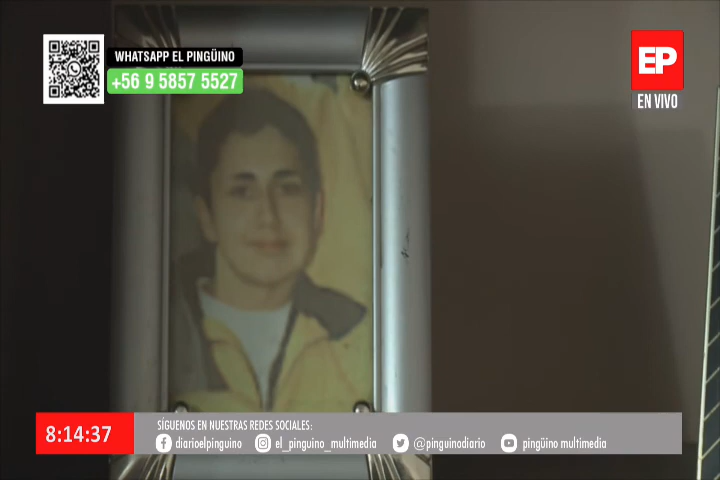 WHATSAPP EL PINGÜINO
+56 9 5857 5527
EP
EN VIVO
8:14:37
SÍGUENOS EN NUESTRAS REDES SOCIALES:
diarioelpinguino el_pinguino_multimedia @pinguinodiario pingüino multimedia